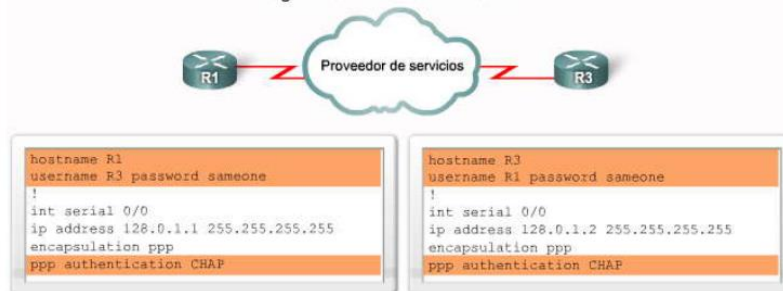 R1
Proveedor de servicios
R3
hostname R1
username R3 password sameone
!
int serial 0/0
ip address 128.0.1.1 255.255.255.255
encapsulation ppp
ppp authentication CHAP
hostname R3
username R1 password sameone
!
int serial 0/0
ip address 128.0.1.2 255.255.255.255
encapsulation ppp
ppp authentication CHAP